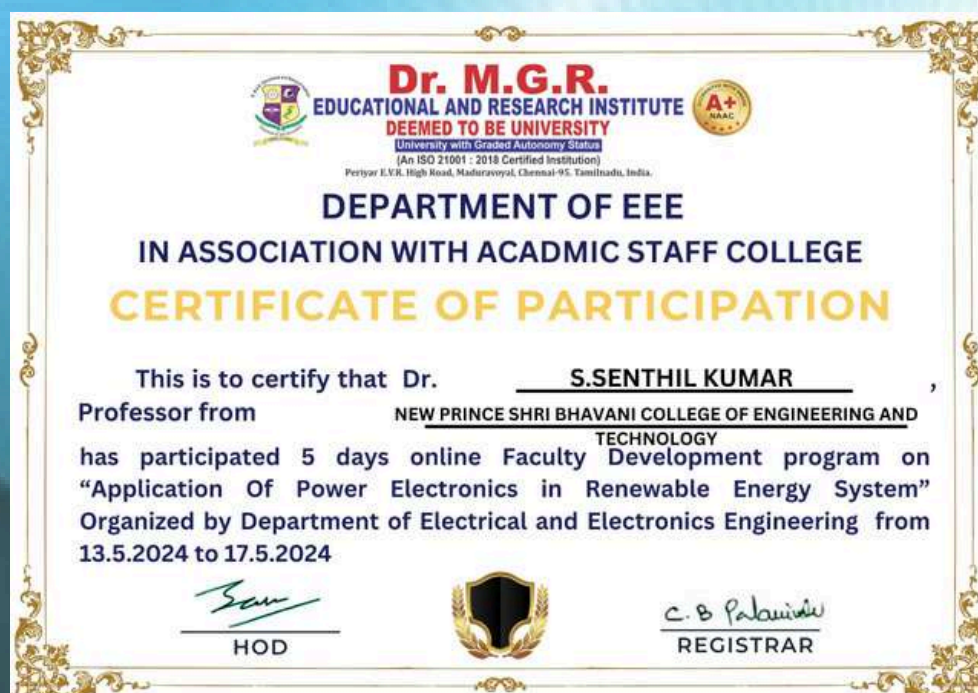 Dr. M.G.R.
EDUCATIONAL AND RESEARCH INSTITUTE
DEEMED TO BE UNIVERSITY
University with Graded Autonomy Status
(An ISO 21001 : 2018 Certified Institution)
Periyar E.V.R. High Road, Maduravoyal, Chennai-95. Tamilnadu, India.
A+
NAAC
DEPARTMENT OF EEE
IN ASSOCIATION WITH ACADMIC STAFF COLLEGE
CERTIFICATE OF PARTICIPATION
This is to certify that Dr. S.SENTHIL KUMAR ,
Professor from NEW PRINCE SHRI BHAVANI COLLEGE OF ENGINEERING AND
TECHNOLOGY
has participated 5 days online Faculty Development program on
“Application Of Power Electronics in Renewable Energy System”
Organized by Department of Electrical and Electronics Engineering from
13.5.2024 to 17.5.2024
HOD
C. B Palanivelu
REGISTRAR